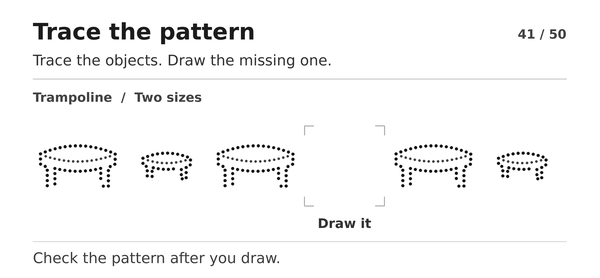 Trace the pattern
41 / 50
Trace the objects. Draw the missing one.
Trampoline / Two sizes
Draw it
Check the pattern after you draw.